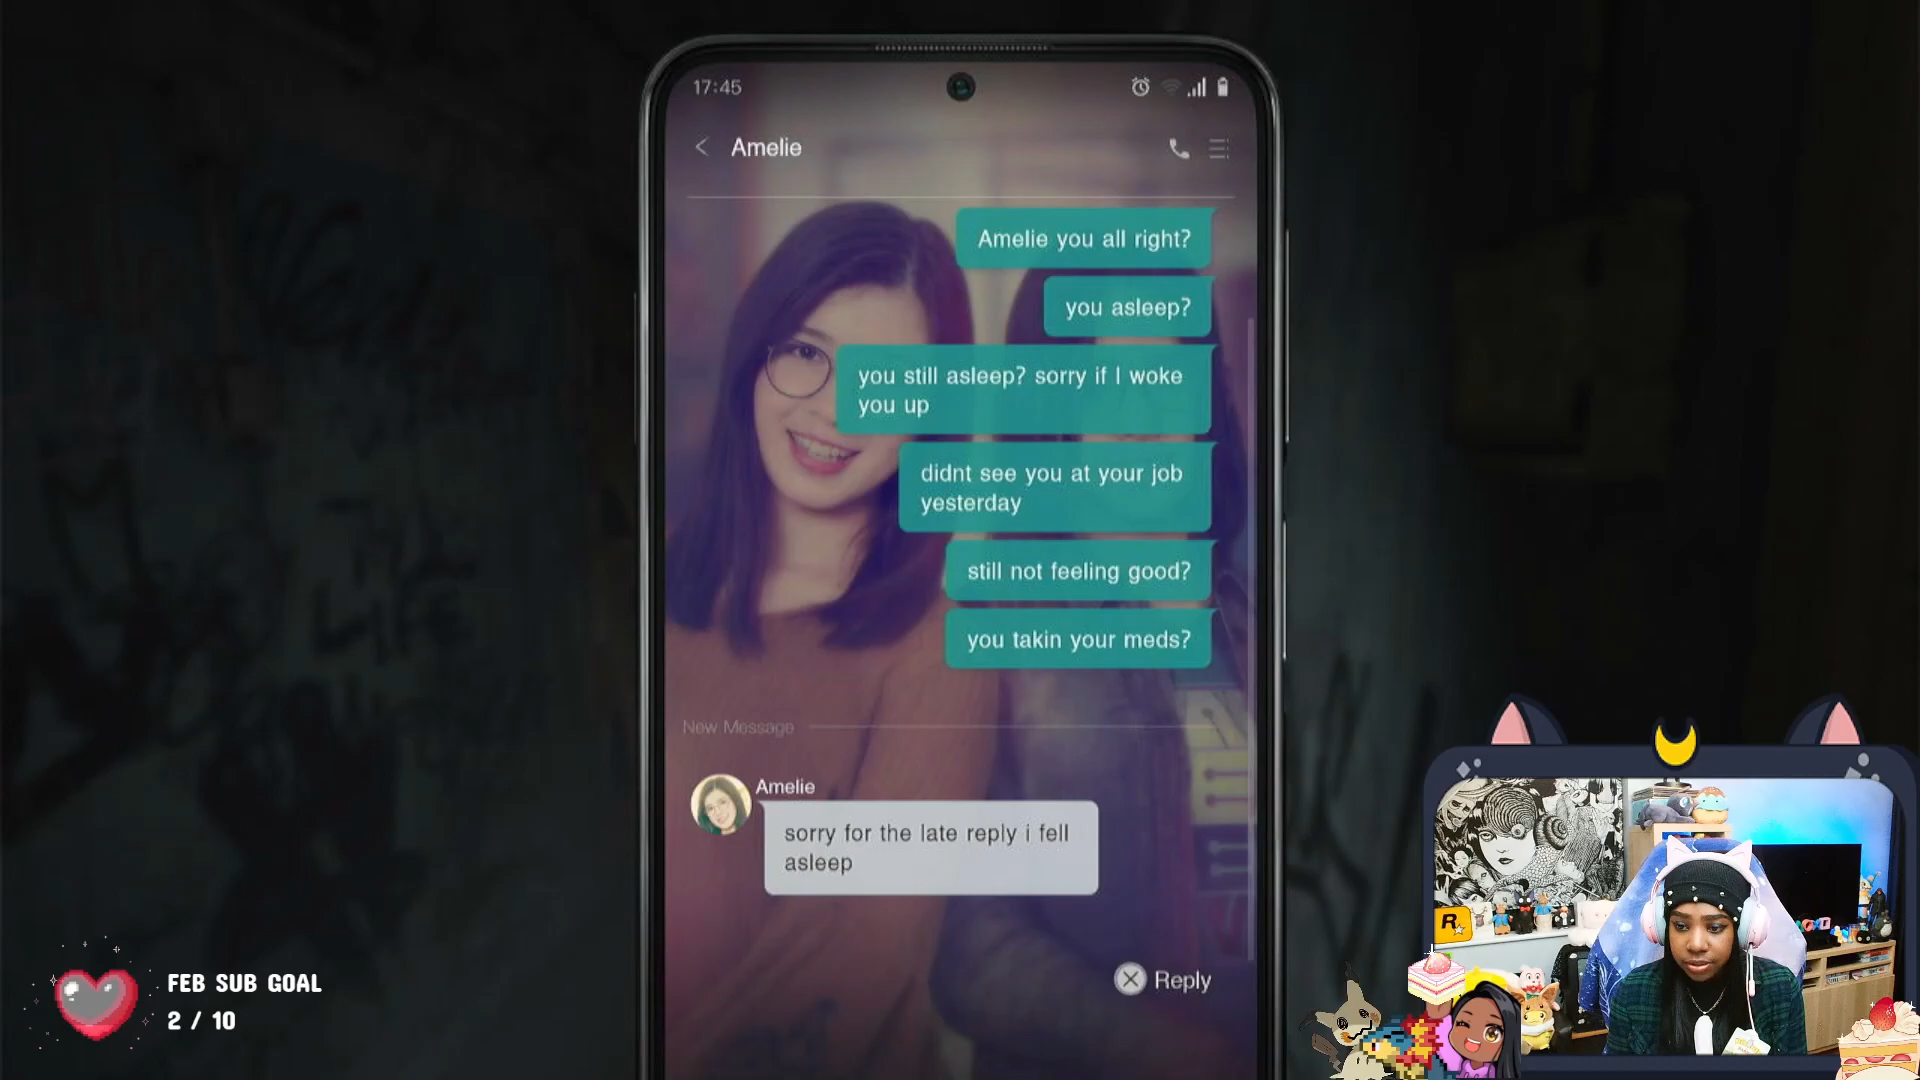 17:45
Amelie
Amelie you all right?
you asleep?
you still asleep? sorry if I woke
you up
didnt see you at your job
yesterday
still not feeling good?
you takin your meds?
New Message
Amelie
sorry for the late reply i fell
asleep
Reply
FEB SUB GOAL
2 / 10
R